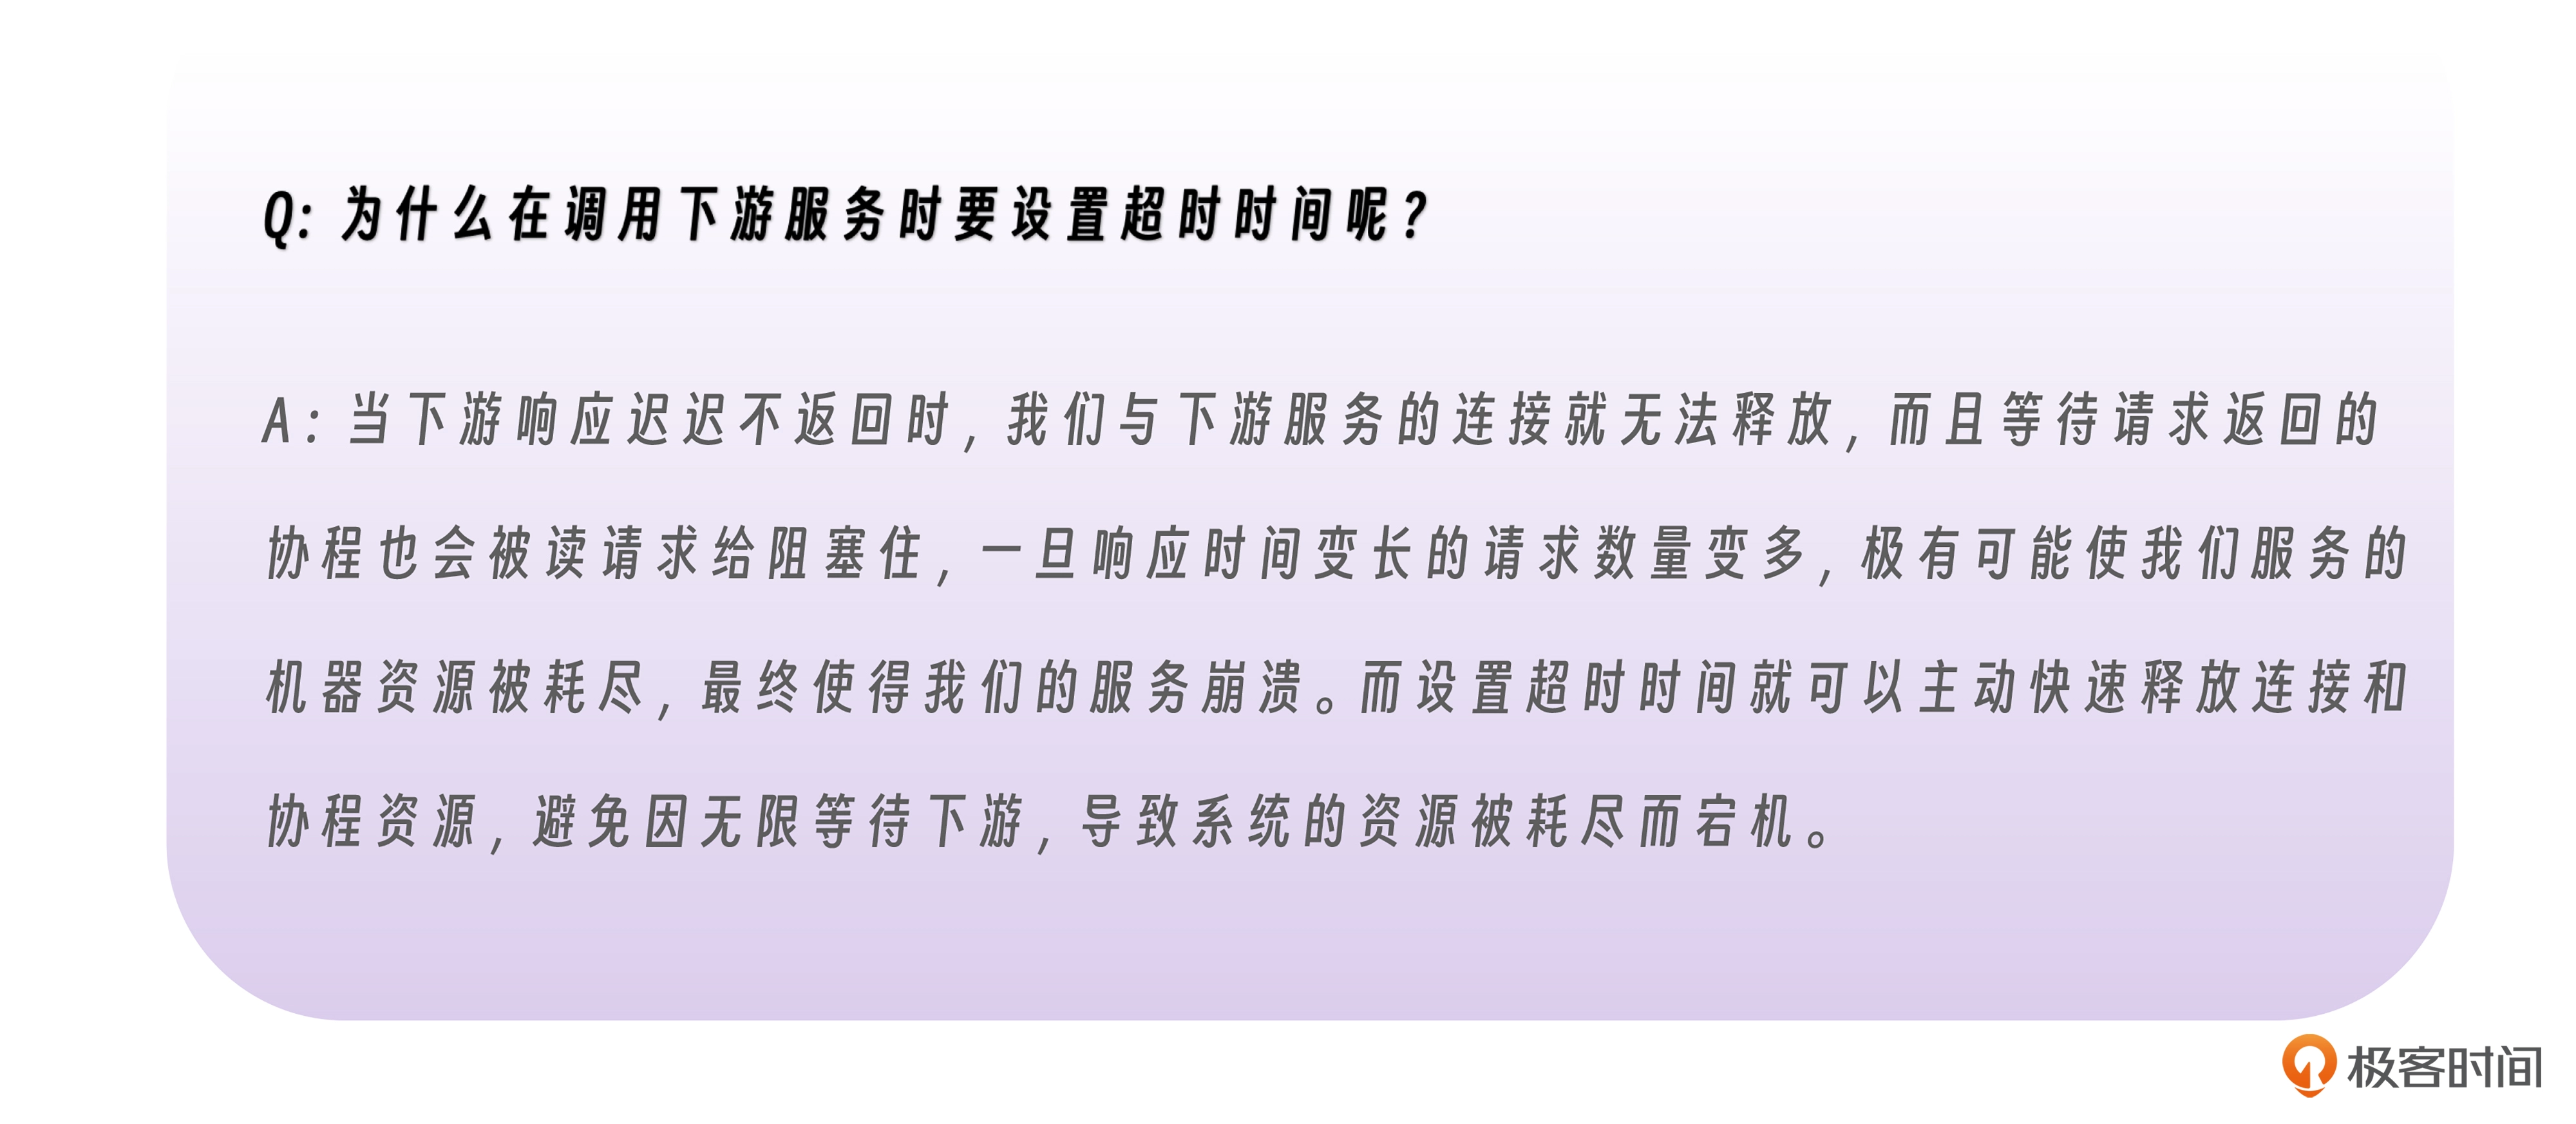 Q: 为什么在调用下游服务时要设置超时时间呢？
A: 当下游响应迟迟不返回时，我们与下游服务的连接就无法释放，而且等待请求返回的
协程也会被读请求给阻塞住，一旦响应时间变长的请求数量变多，极有可能使我们服务的
机器资源被耗尽，最终使得我们的服务崩溃。而设置超时时间就可以主动快速释放连接和
协程资源，避免因无限等待下游，导致系统的资源被耗尽而宕机。
极客时间